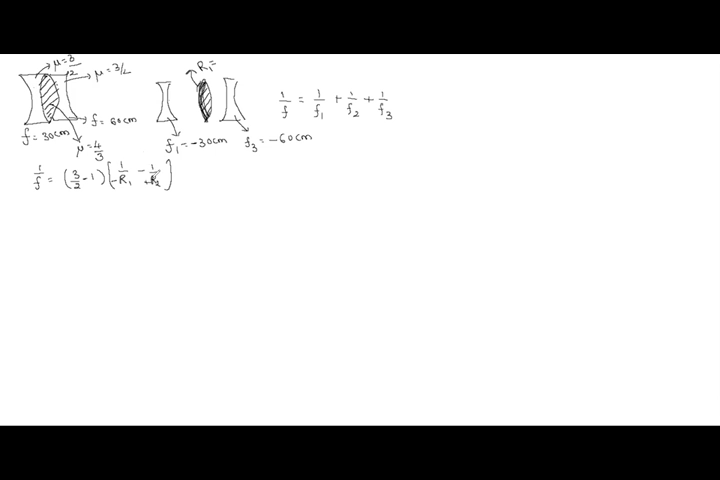 μ = 3/2
μ = 3/2
R₁ =
1/f = 1/f₁ + 1/f₂ + 1/f₃
f = 60cm
f = 30cm
μ = 4/3
f₁ = -30cm
f₃ = -60cm
1/f = (3/2 - 1) [1/-R₁ - 1/R₂]